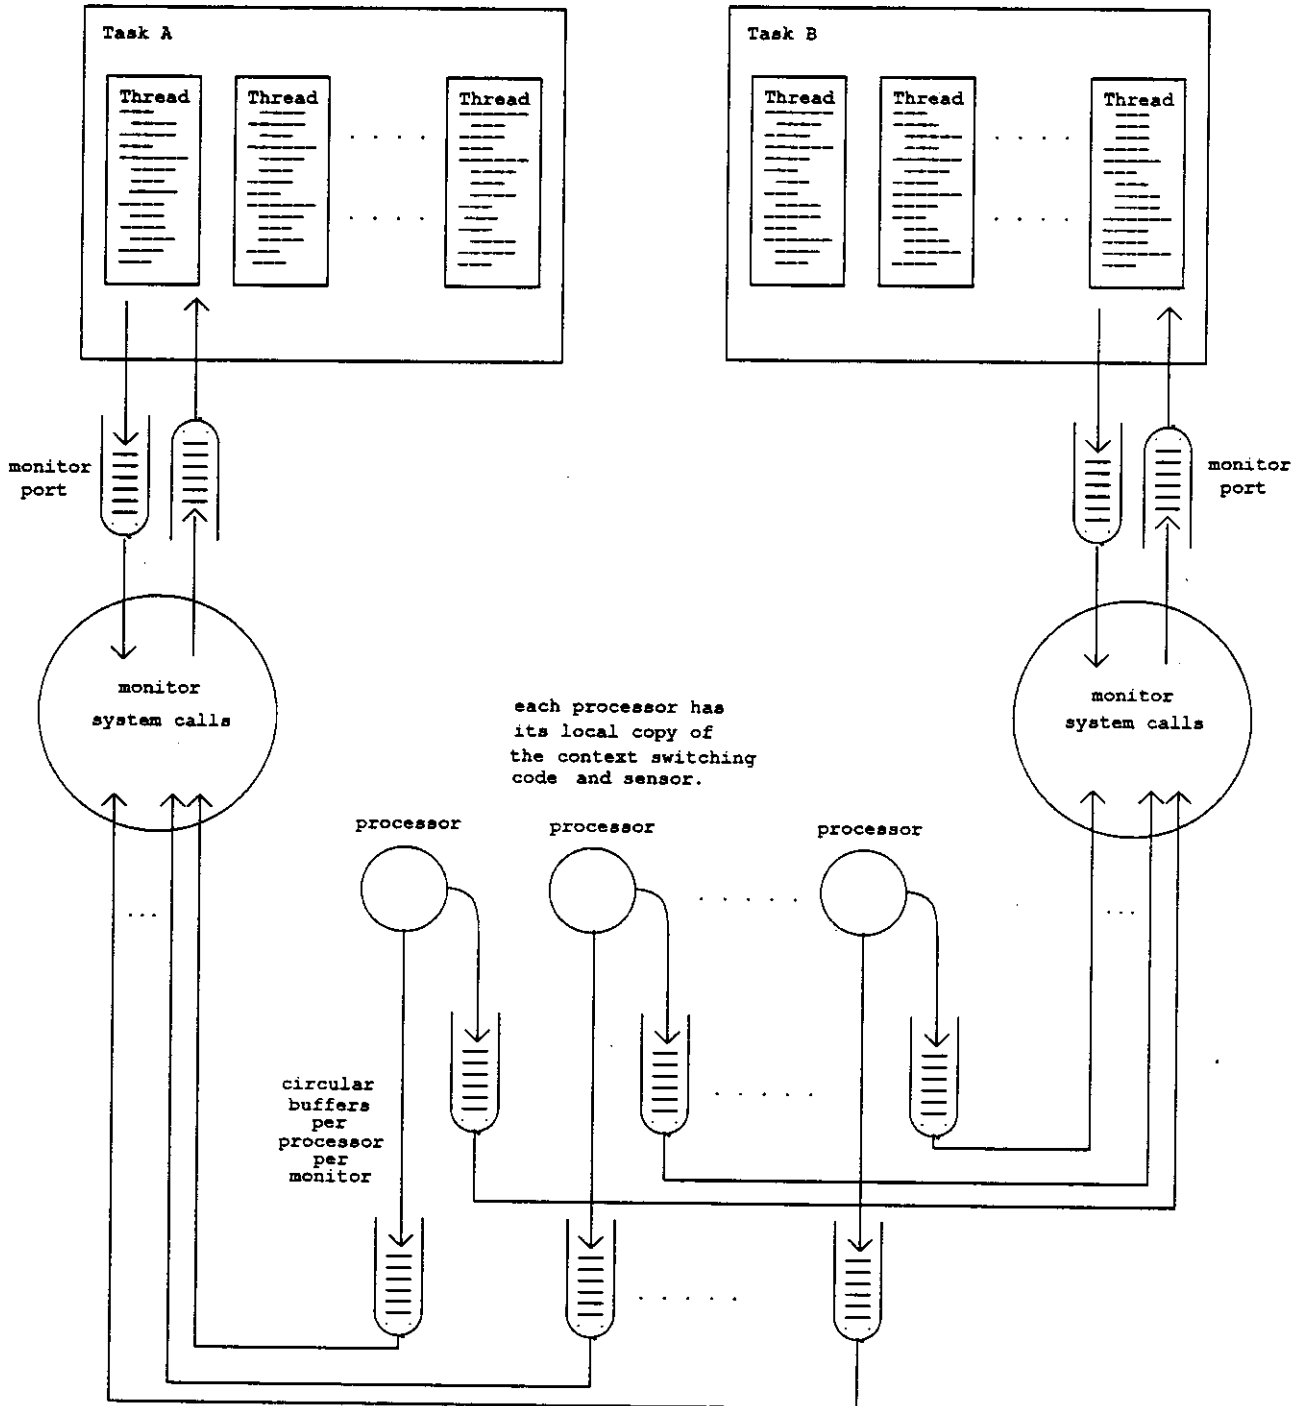 Task A
Task B
Thread
Thread
Thread
Thread
Thread
Thread
monitor
port
monitor
port
monitor
system calls
monitor
system calls
each processor has
its local copy of
the context switching
code and sensor.
processor
processor
processor
circular
buffers
per
processor
per
monitor